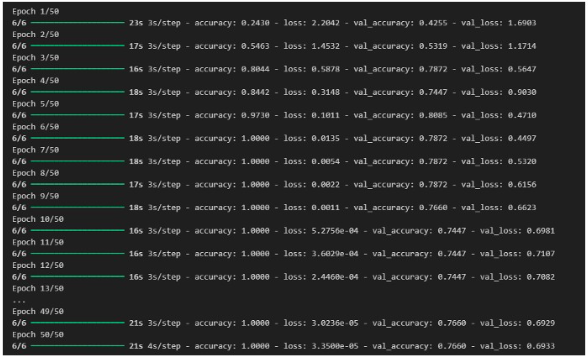 Epoch 1/50
6/6 23s 3s/step - accuracy: 0.2430 - loss: 2.2042 - val_accuracy: 0.4255 - val_loss: 1.6903
Epoch 2/50
6/6 17s 3s/step - accuracy: 0.5463 - loss: 1.4532 - val_accuracy: 0.5319 - val_loss: 1.1714
Epoch 3/50
6/6 16s 3s/step - accuracy: 0.8044 - loss: 0.5878 - val_accuracy: 0.7872 - val_loss: 0.5647
Epoch 4/50
6/6 18s 3s/step - accuracy: 0.8442 - loss: 0.3148 - val_accuracy: 0.7447 - val_loss: 0.9030
Epoch 5/50
6/6 17s 3s/step - accuracy: 0.9730 - loss: 0.1011 - val_accuracy: 0.8085 - val_loss: 0.4710
Epoch 6/50
6/6 18s 3s/step - accuracy: 1.0000 - loss: 0.0135 - val_accuracy: 0.7872 - val_loss: 0.4497
Epoch 7/50
6/6 18s 3s/step - accuracy: 1.0000 - loss: 0.0054 - val_accuracy: 0.7872 - val_loss: 0.5320
Epoch 8/50
6/6 17s 3s/step - accuracy: 1.0000 - loss: 0.0022 - val_accuracy: 0.7872 - val_loss: 0.6156
Epoch 9/50
6/6 18s 3s/step - accuracy: 1.0000 - loss: 0.0011 - val_accuracy: 0.7660 - val_loss: 0.6623
Epoch 10/50
6/6 16s 3s/step - accuracy: 1.0000 - loss: 5.2756e-04 - val_accuracy: 0.7447 - val_loss: 0.6981
Epoch 11/50
6/6 16s 3s/step - accuracy: 1.0000 - loss: 3.6029e-04 - val_accuracy: 0.7447 - val_loss: 0.7107
Epoch 12/50
6/6 16s 3s/step - accuracy: 1.0000 - loss: 2.4460e-04 - val_accuracy: 0.7447 - val_loss: 0.7082
Epoch 13/50
...
Epoch 49/50
6/6 21s 3s/step - accuracy: 1.0000 - loss: 3.0236e-05 - val_accuracy: 0.7660 - val_loss: 0.6929
Epoch 50/50
6/6 21s 4s/step - accuracy: 1.0000 - loss: 3.3500e-05 - val_accuracy: 0.7660 - val_loss: 0.6933